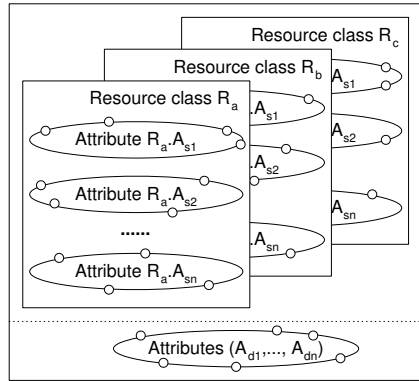 Resource class R_c
A_s1
A_s2
A_sn
Resource class R_b
.A_s1
.A_s2
.A_sn
Resource class R_a
Attribute R_a.A_s1
Attribute R_a.A_s2
......
Attribute R_a.A_sn
Attributes (A_d1,..., A_dn)